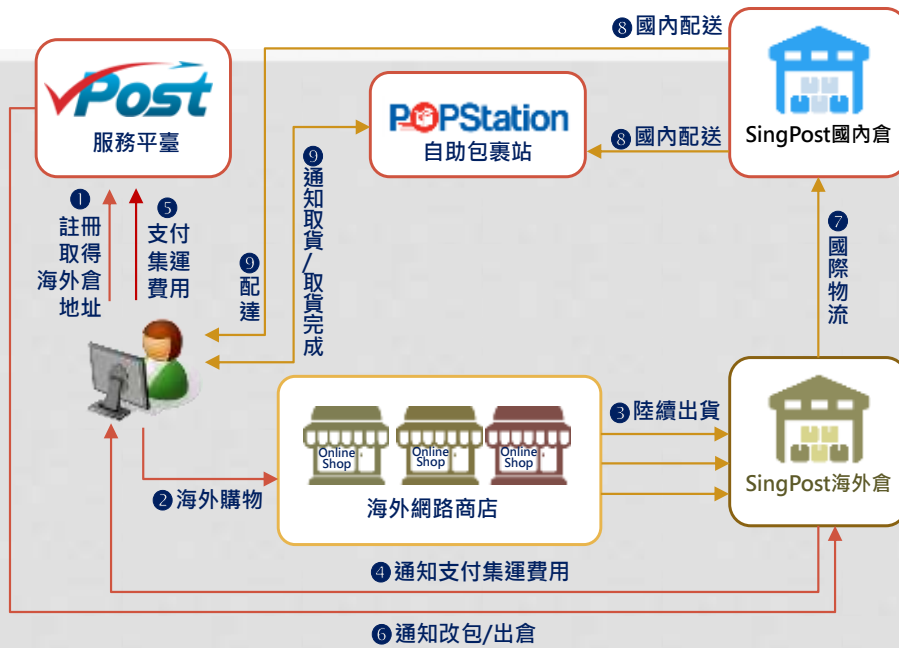 ❽國內配送
vPost
服務平臺
POPStation
自助包裹站
SingPost國內倉
❽國內配送
❶
註冊
取得
海外倉
地址
❺
支付
集運
費用
❾配達
❾通知取貨/取貨完成
❼國際物流
Online
Shop
Online
Shop
Online
Shop
海外網路商店
❸陸續出貨
SingPost海外倉
❷海外購物
❹通知支付集運費用
❻通知改包/出倉